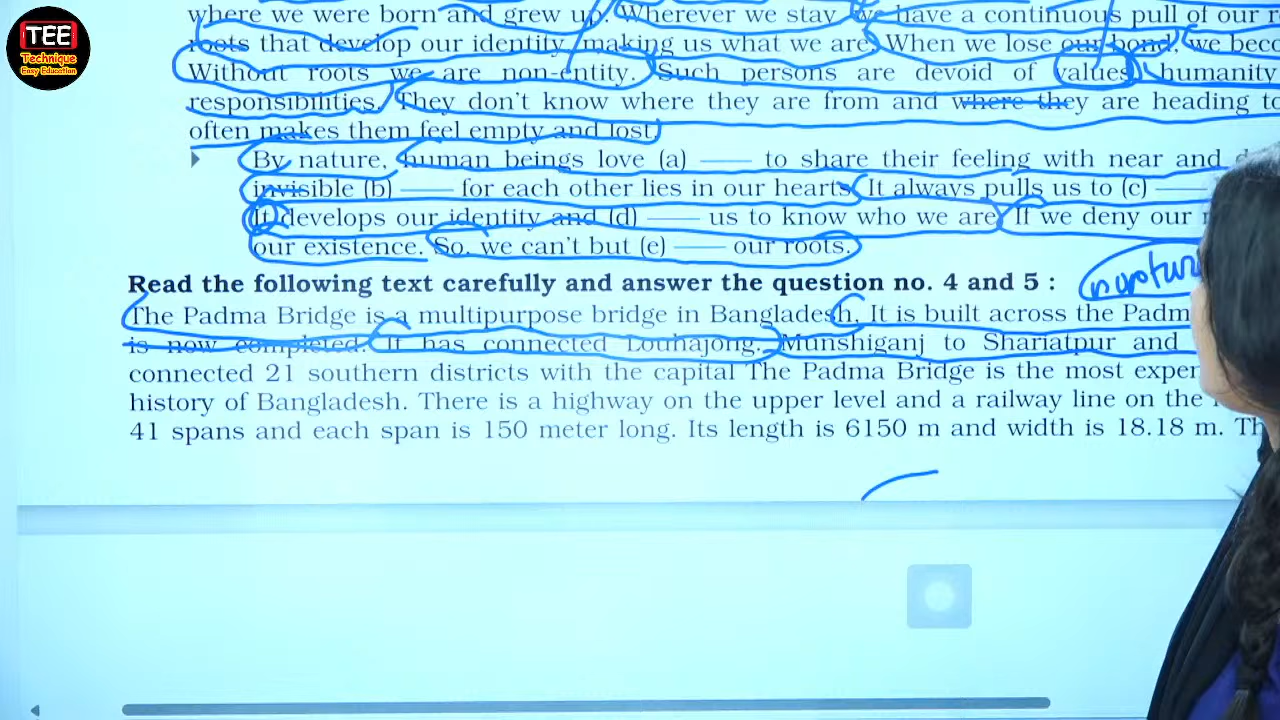 TEE
Technique
Easy Education
where we were born and grew up. Wherever we stay we have a continuous pull of our
roots that develop our identity making us what we are. When we lose our bond, we
Without roots we are non-entity. Such persons are devoid of values, humanity
responsibilities. They don't know where they are from and where they are heading
often makes them feel empty and lost.
By nature, human beings love (a) —— to share their feeling with near and
invisible (b) —— for each other lies in our hearts. It always pulls us to (c) ——
It develops our identity and (d) —— us to know who we are. If we deny our
our existence. So, we can't but (e) —— our roots.
Read the following text carefully and answer the question no. 4 and 5 :
The Padma Bridge is a multipurpose bridge in Bangladesh. It is built across the
is now completed. It has connected Louhajong. Munshiganj to Shariatpur and
connected 21 southern districts with the capital The Padma Bridge is the most
history of Bangladesh. There is a highway on the upper level and a railway line on the
41 spans and each span is 150 meter long. Its length is 6150 m and width is 18.18 m.